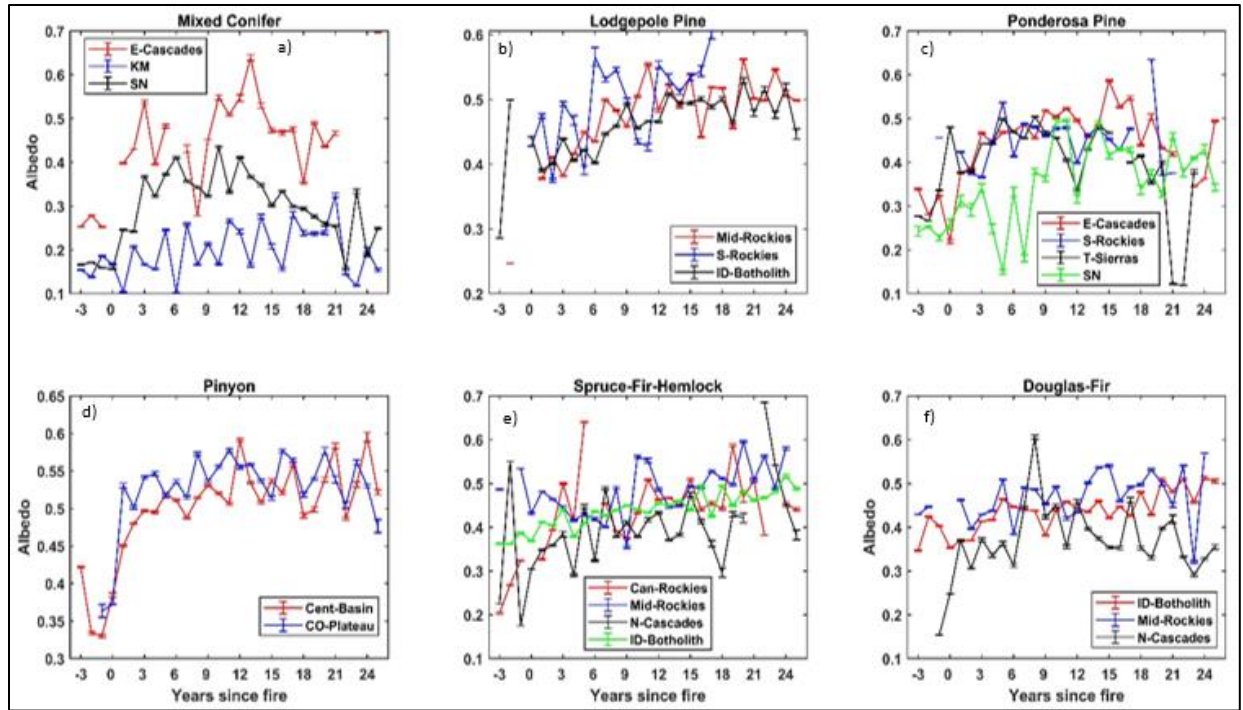 Mixed Conifer
a)
E-Cascades
KM
SN
Albedo
0.7
0.6
0.5
0.4
0.3
0.2
0.1
-3 0 3 6 9 12 15 18 21 24
Lodgepole Pine
b)
0.6
0.5
0.4
0.3
0.2
Mid-Rockies
S-Rockies
ID-Botholith
-3 0 3 6 9 12 15 18 21 24
Ponderosa Pine
c)
0.7
0.6
0.5
0.4
0.3
0.2
0.1
E-Cascades
S-Rockies
T-Sierras
SN
-3 0 3 6 9 12 15 18 21 24
Pinyon
d)
Albedo
0.65
0.6
0.55
0.5
0.45
0.4
0.35
0.3
Cent-Basin
CO-Plateau
-3 0 3 6 9 12 15 18 21 24
Years since fire
Spruce-Fir-Hemlock
e)
0.7
0.6
0.5
0.4
0.3
0.2
0.1
Can-Rockies
Mid-Rockies
N-Cascades
ID-Botholith
-3 0 3 6 9 12 15 18 21 24
Years since fire
Douglas-Fir
f)
0.7
0.6
0.5
0.4
0.3
0.2
0.1
ID-Botholith
Mid-Rockies
N-Cascades
-3 0 3 6 9 12 15 18 21 24
Years since fire